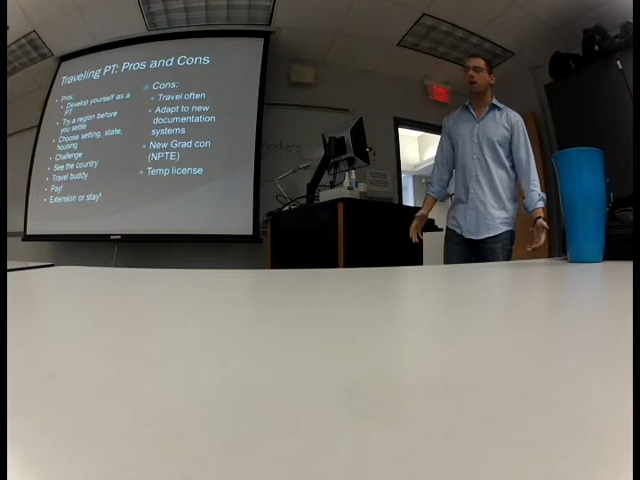 Traveling PT: Pros and Cons
Pros:
Develop yourself as a
PT
Try a region before
you settle
Choose setting, state,
housing
Challenge
See the country
Travel buddy
Pay!
Extension or stay!
Cons:
Travel often
Adapt to new
documentation
systems
New Grad con
(NPTE)
Temp license
EXIT